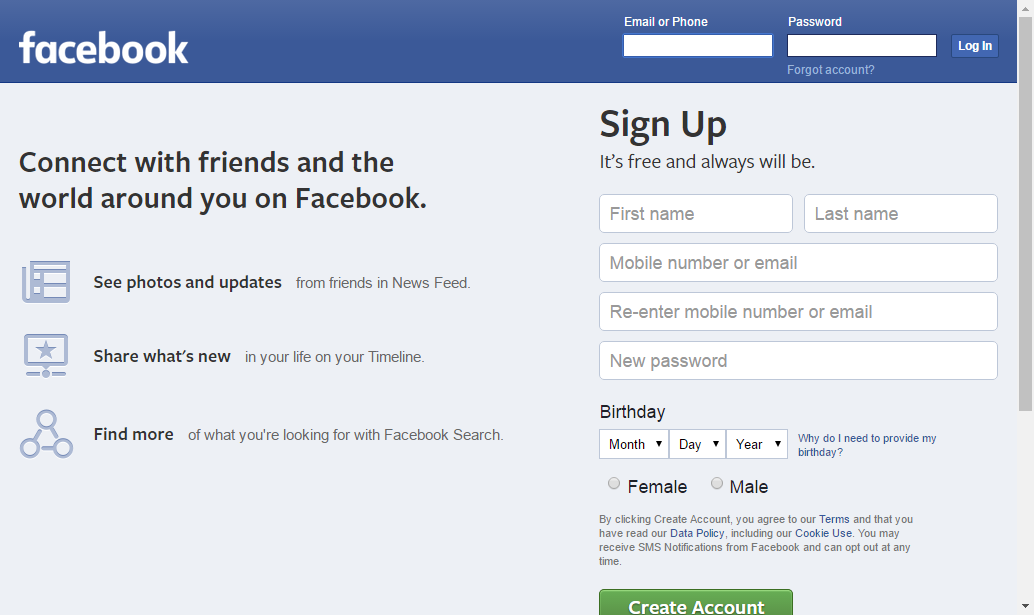 facebook
Email or Phone
Password
Log In
Forgot account?
Connect with friends and the
world around you on Facebook.
See photos and updates from friends in News Feed.
Share what's new in your life on your Timeline.
Find more of what you're looking for with Facebook Search.
Sign Up
It's free and always will be.
First name
Last name
Mobile number or email
Re-enter mobile number or email
New password
Birthday
Month Day Year
Why do I need to provide my
birthday?
Female Male
By clicking Create Account, you agree to our Terms and that you
have read our Data Policy, including our Cookie Use. You may
receive SMS Notifications from Facebook and can opt out at any
time.
Create Account